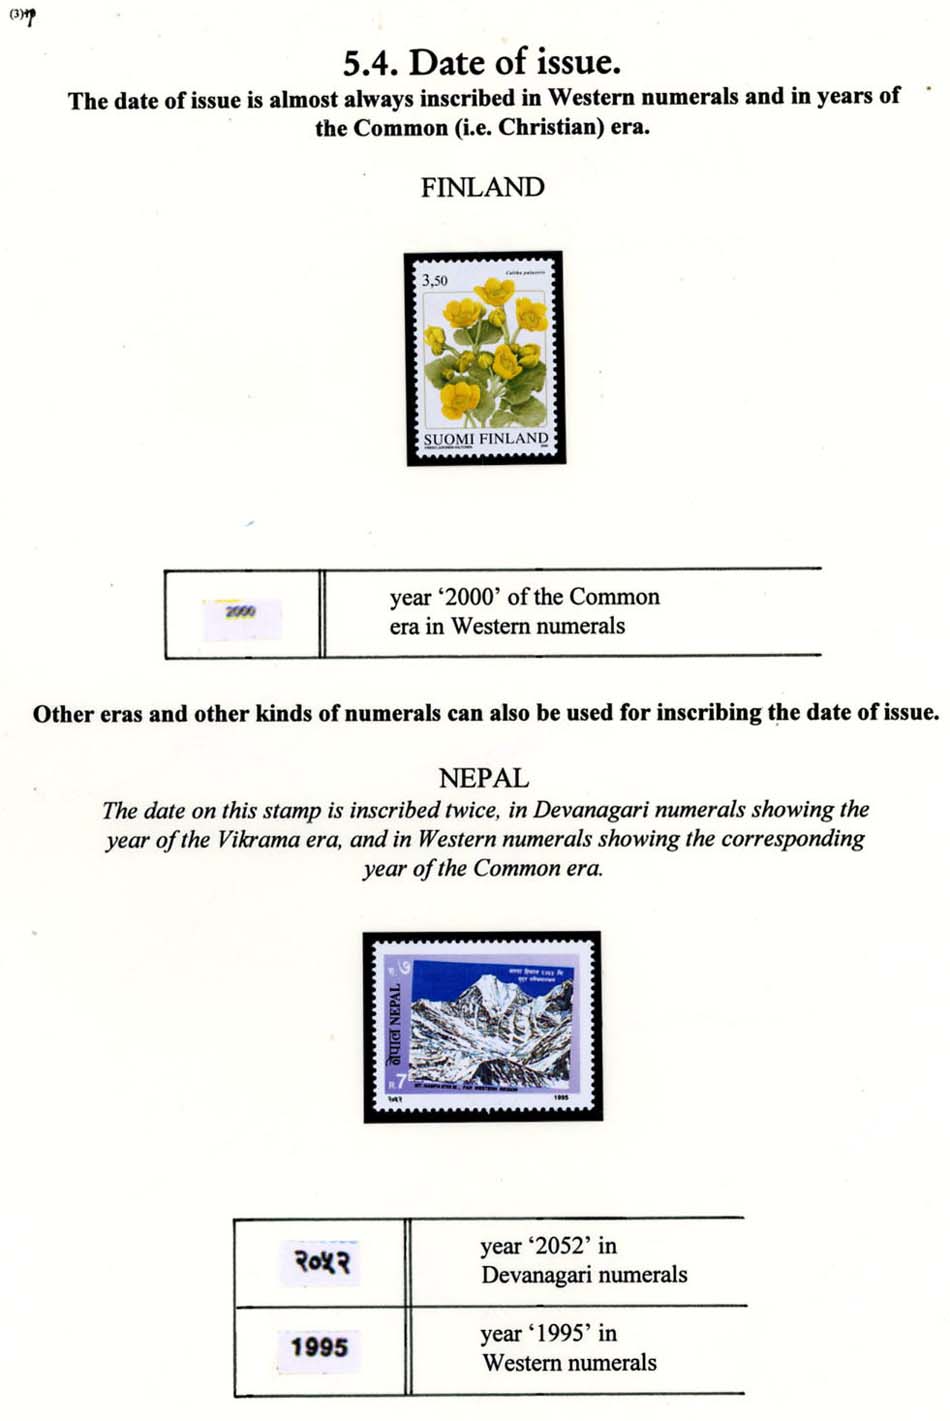 (3)
5.4. Date of issue.
The date of issue is almost always inscribed in Western numerals and in years of
the Common (i.e. Christian) era.
FINLAND
3,50
Caltha palustris
SUOMI FINLAND
2000
year ‘2000’ of the Common
era in Western numerals
Other eras and other kinds of numerals can also be used for inscribing the date of issue.
NEPAL
The date on this stamp is inscribed twice, in Devanagari numerals showing the
year of the Vikrama era, and in Western numerals showing the corresponding
year of the Common era.
रु. ७
नेपाल NEPAL
R.7
FAR WESTERN REGION
२०५२
1995
२०५२
year ‘2052’ in
Devanagari numerals
1995
year ‘1995’ in
Western numerals